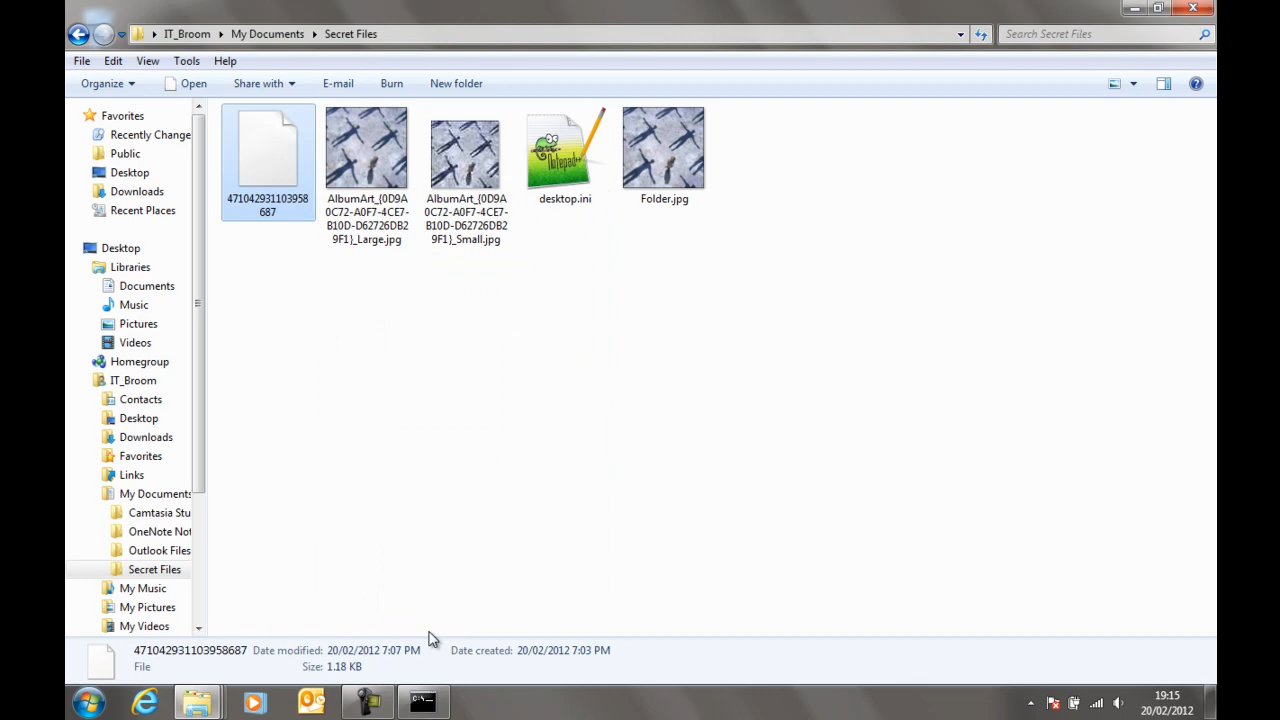 IT_Broom
My Documents
Secret Files
Search Secret Files
File
Edit
View
Tools
Help
Organize
Open
Share with
E-mail
Burn
New folder
Favorites
Recently Change
Public
Desktop
Downloads
Recent Places
Desktop
Libraries
Documents
Music
Pictures
Videos
Homegroup
IT_Broom
Contacts
Desktop
Downloads
Favorites
Links
My Documents
Camtasia Stu
OneNote Not
Outlook Files
Secret Files
My Music
My Pictures
My Videos
471042931103958
687
AlbumArt_{0D9A
0C72-A0F7-4CE7-
B10D-D62726DB2
9F1}_Large.jpg
AlbumArt_{0D9A
0C72-A0F7-4CE7-
B10D-D62726DB2
9F1}_Small.jpg
Notepad++
desktop.ini
Folder.jpg
471042931103958687 Date modified: 20/02/2012 7:07 PM Date created: 20/02/2012 7:03 PM
File Size: 1.18 KB
C:\_
19:15
20/02/2012